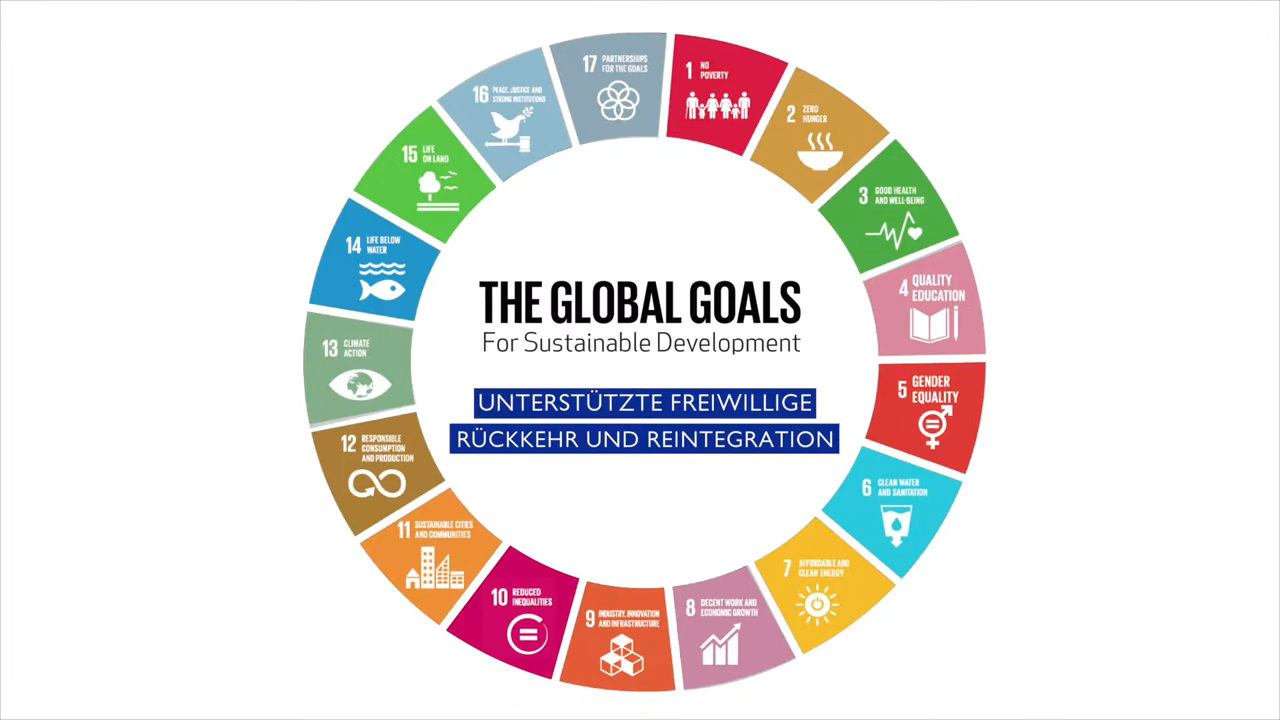 THE GLOBAL GOALS
For Sustainable Development
UNTERSTÜTZTE FREIWILLIGE
RÜCKKEHR UND REINTEGRATION
1 NO
POVERTY
2 ZERO
HUNGER
3 GOOD HEALTH
AND WELL-BEING
4 QUALITY
EDUCATION
5 GENDER
EQUALITY
6 CLEAN WATER
AND SANITATION
7 AFFORDABLE AND
CLEAN ENERGY
8 DECENT WORK AND
ECONOMIC GROWTH
9 INDUSTRY, INNOVATION
AND INFRASTRUCTURE
10 REDUCED
INEQUALITIES
11 SUSTAINABLE CITIES
AND COMMUNITIES
12 RESPONSIBLE
CONSUMPTION
AND PRODUCTION
13 CLIMATE
ACTION
14 LIFE BELOW
WATER
15 LIFE
ON LAND
16 PEACE, JUSTICE AND
STRONG INSTITUTIONS
17 PARTNERSHIPS
FOR THE GOALS